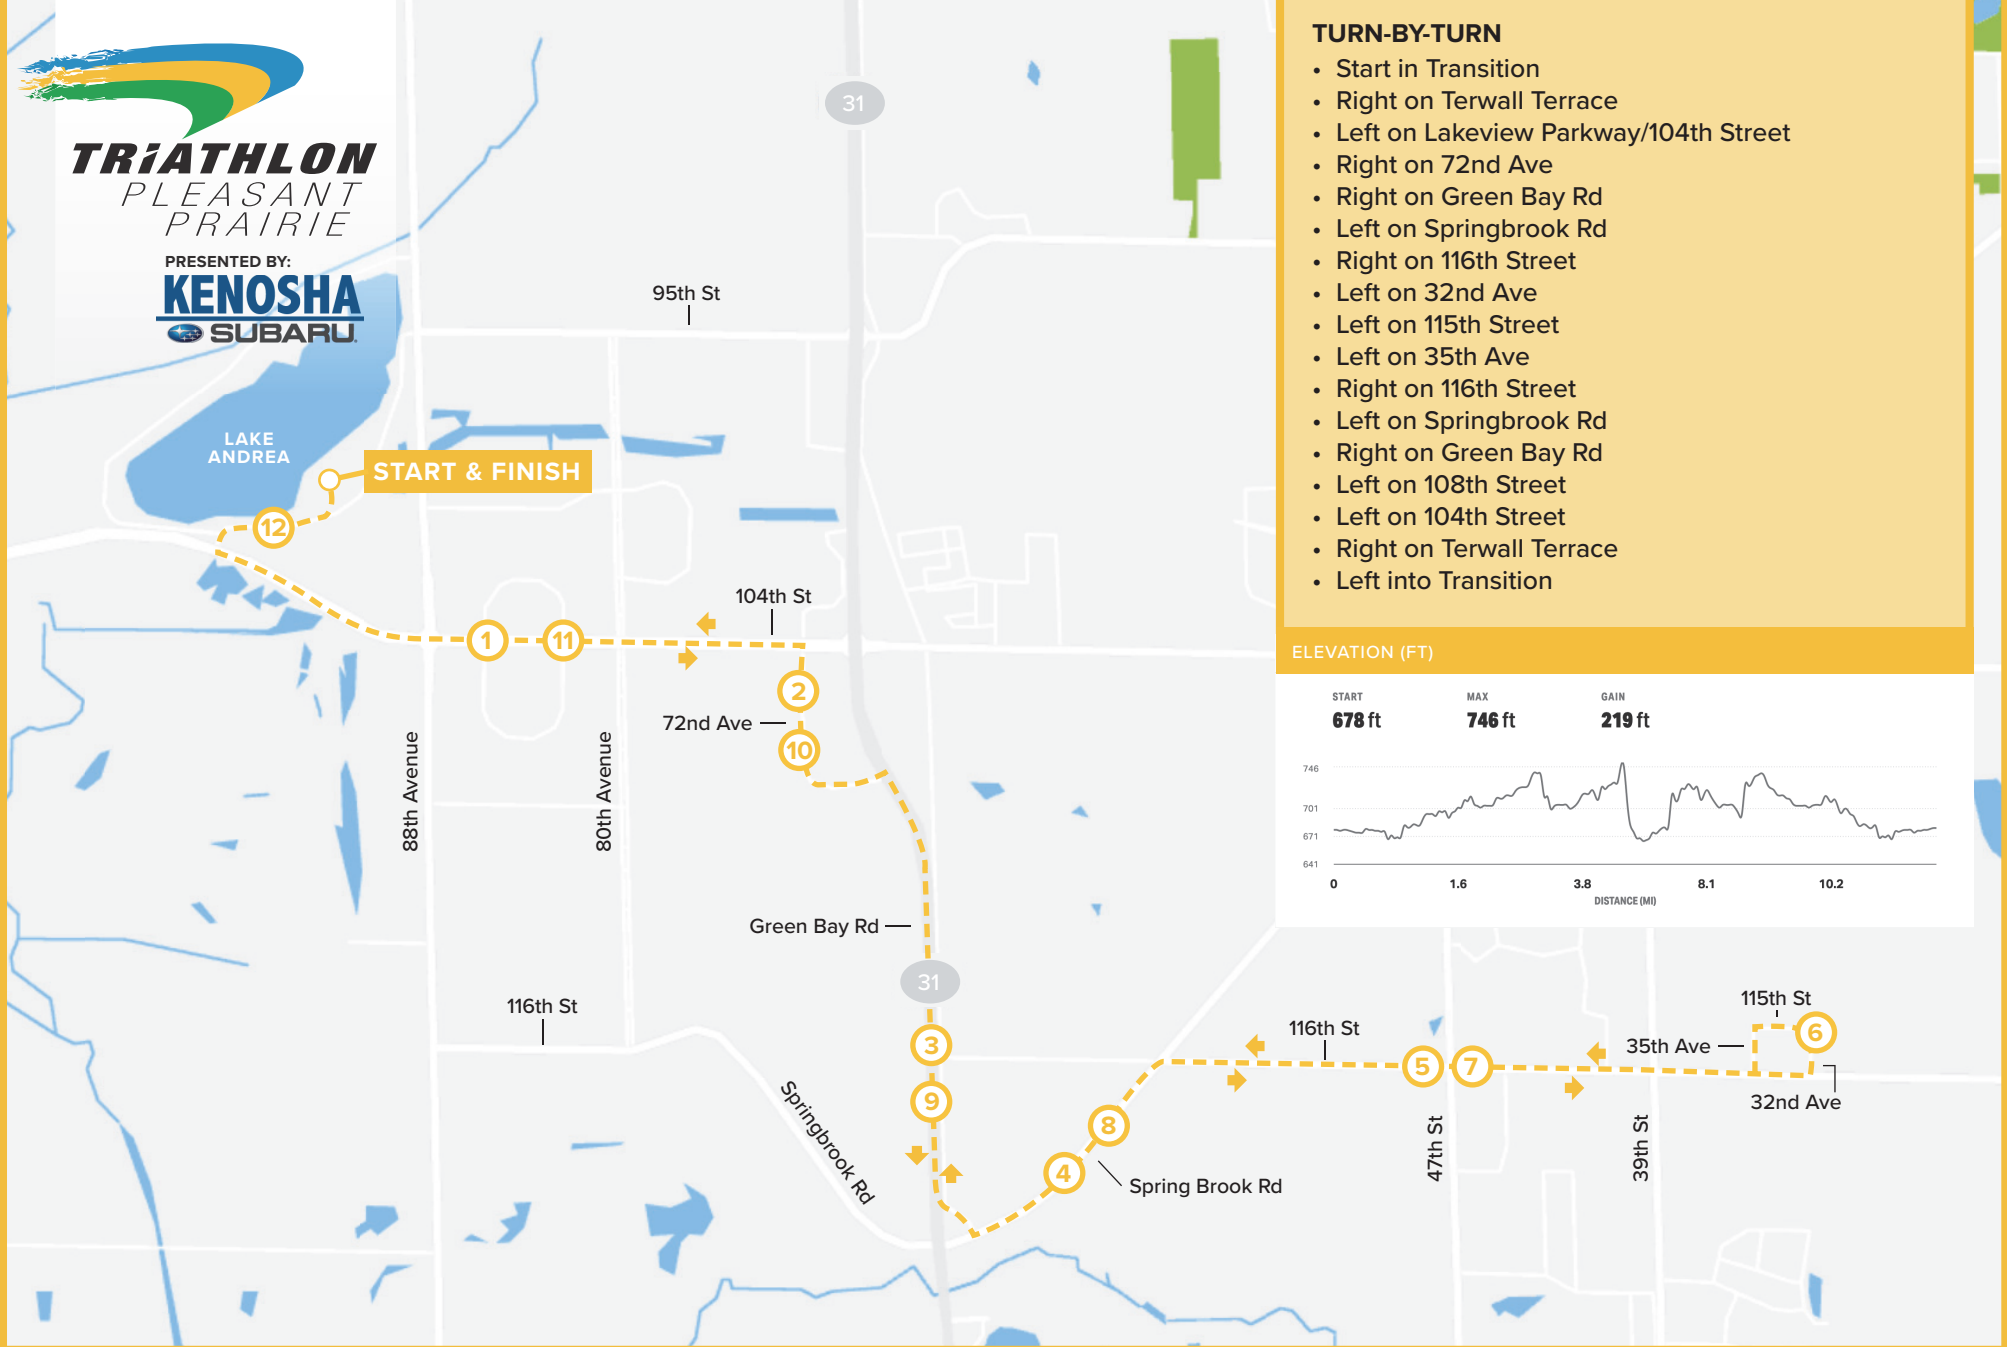 TRiATHLON
PLEASANT
PRAIRIE
PRESENTED BY:
KENOSHA
SUBARU
TURN-BY-TURN
• Start in Transition
• Right on Terwall Terrace
• Left on Lakeview Parkway/104th Street
• Right on 72nd Ave
• Right on Green Bay Rd
• Left on Springbrook Rd
• Right on 116th Street
• Left on 32nd Ave
• Left on 115th Street
• Left on 35th Ave
• Right on 116th Street
• Left on Springbrook Rd
• Right on Green Bay Rd
• Left on 108th Street
• Left on 104th Street
• Right on Terwall Terrace
• Left into Transition
ELEVATION (FT)
START MAX GAIN
678 ft 746 ft 219 ft
746
701
671
641
0 1.6 3.8 8.1 10.2
DISTANCE (MI)
31
95th St
LAKE
ANDREA
START & FINISH
12
104th St
1
11
2
72nd Ave
10
88th Avenue
80th Avenue
Green Bay Rd
31
116th St
3
9
Springbrook Rd
8
4
Spring Brook Rd
116th St
5
7
47th St
39th St
115th St
6
35th Ave
32nd Ave